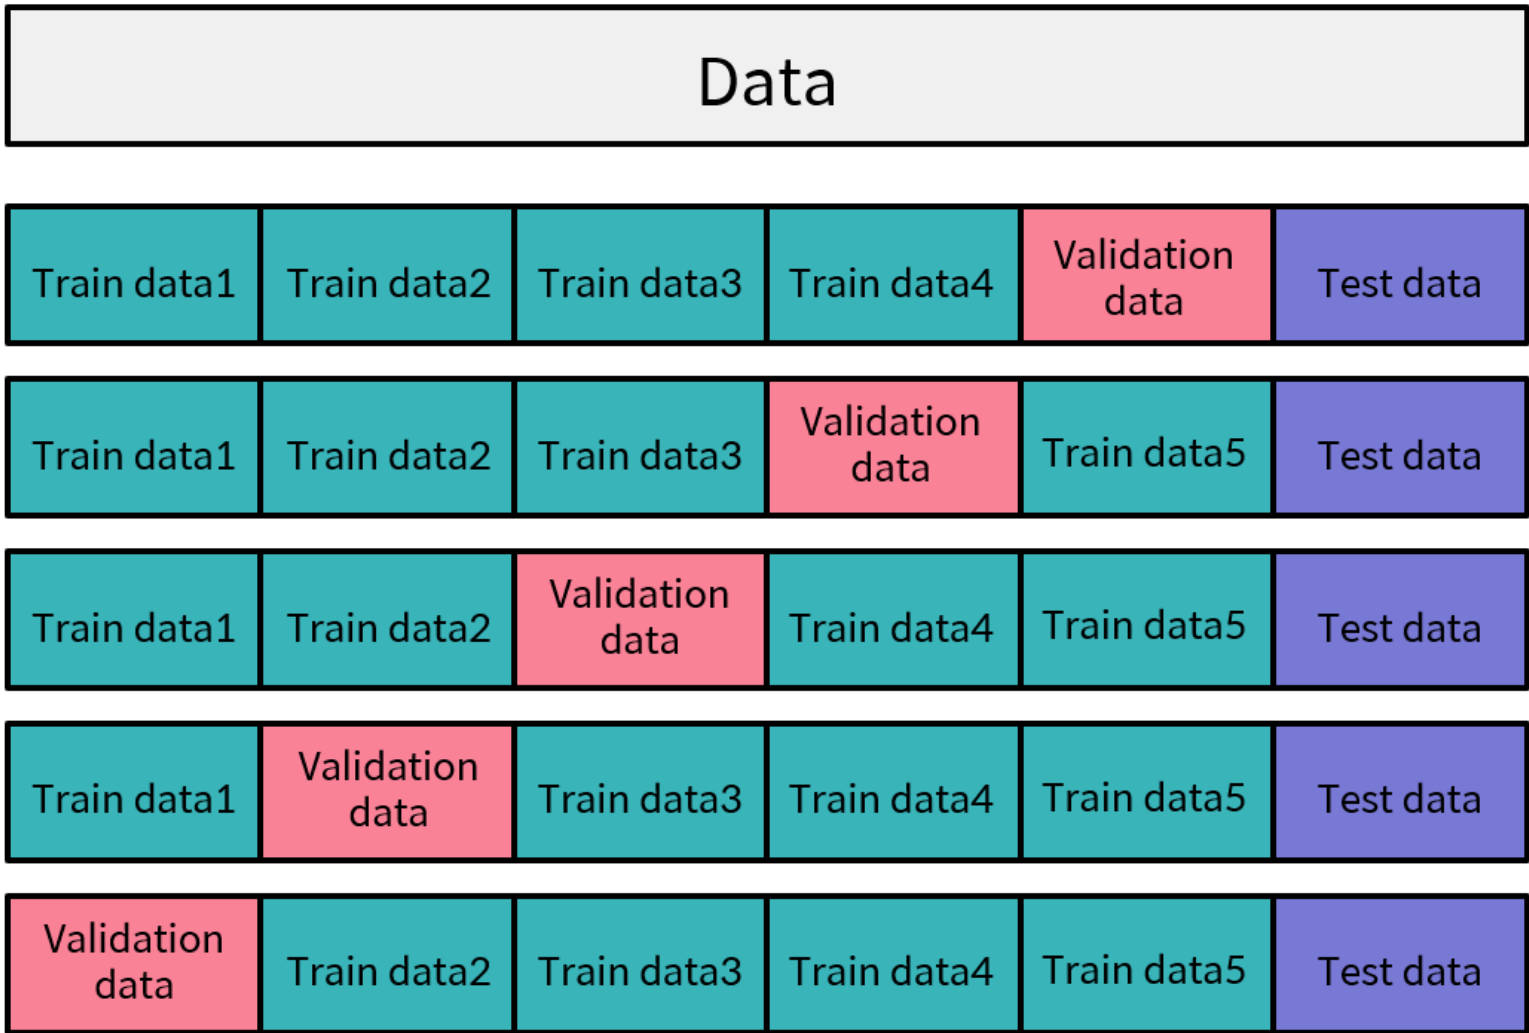 Data
Train data1 Train data2 Train data3 Train data4 Validation data Test data
Train data1 Train data2 Train data3 Validation data Train data5 Test data
Train data1 Train data2 Validation data Train data4 Train data5 Test data
Train data1 Validation data Train data3 Train data4 Train data5 Test data
Validation data Train data2 Train data3 Train data4 Train data5 Test data